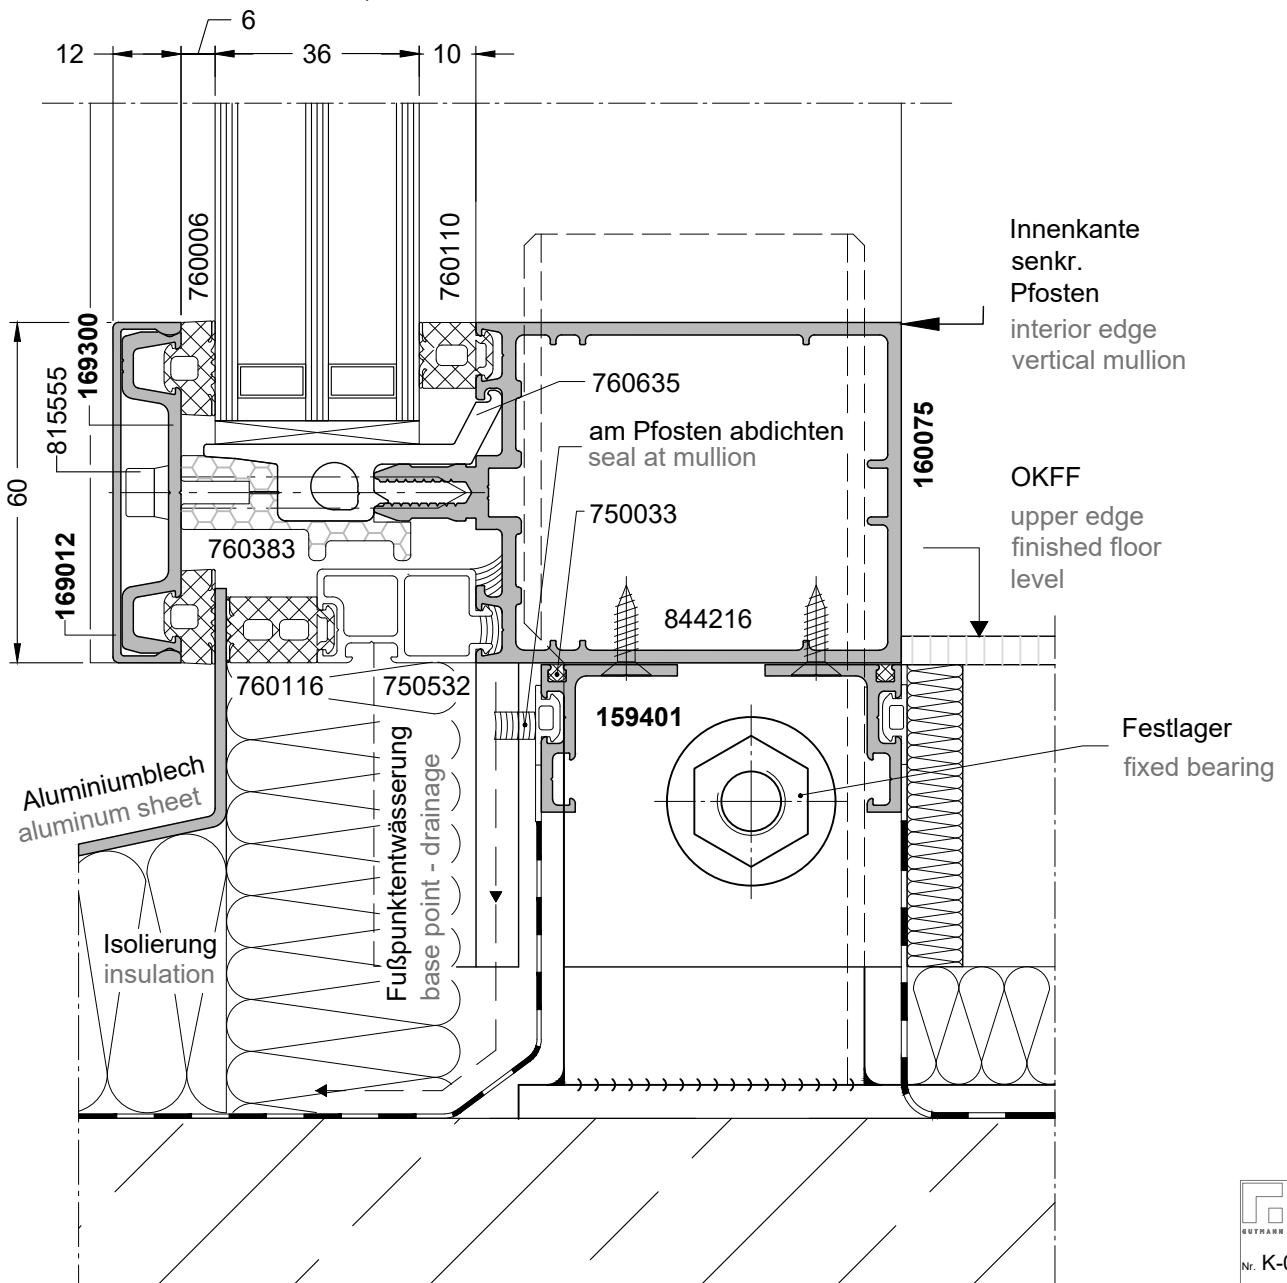 6
12
36
10
760006
760110
Innenkante
senkr.
Pfosten
interior edge
vertical mullion
169300
815555
760635
am Pfosten abdichten
seal at mullion
160075
60
OKFF
upper edge
finished floor
level
750033
760383
169012
844216
760116
750532
159401
Festlager
fixed bearing
Aluminiumblech
aluminum sheet
Fußpunktentwässerung
base point - drainage
Isolierung
insulation
GUTMANN
Nr. K-0